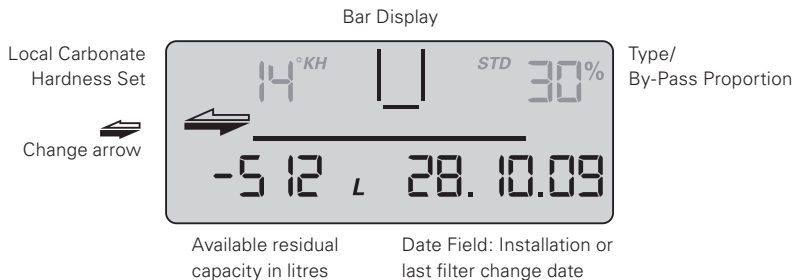 Bar Display
Local Carbonate
Hardness Set
Type/
By-Pass Proportion
14°KH
STD 30%
Change arrow
-512 L 28.10.09
Available residual
capacity in litres
Date Field: Installation or
last filter change date